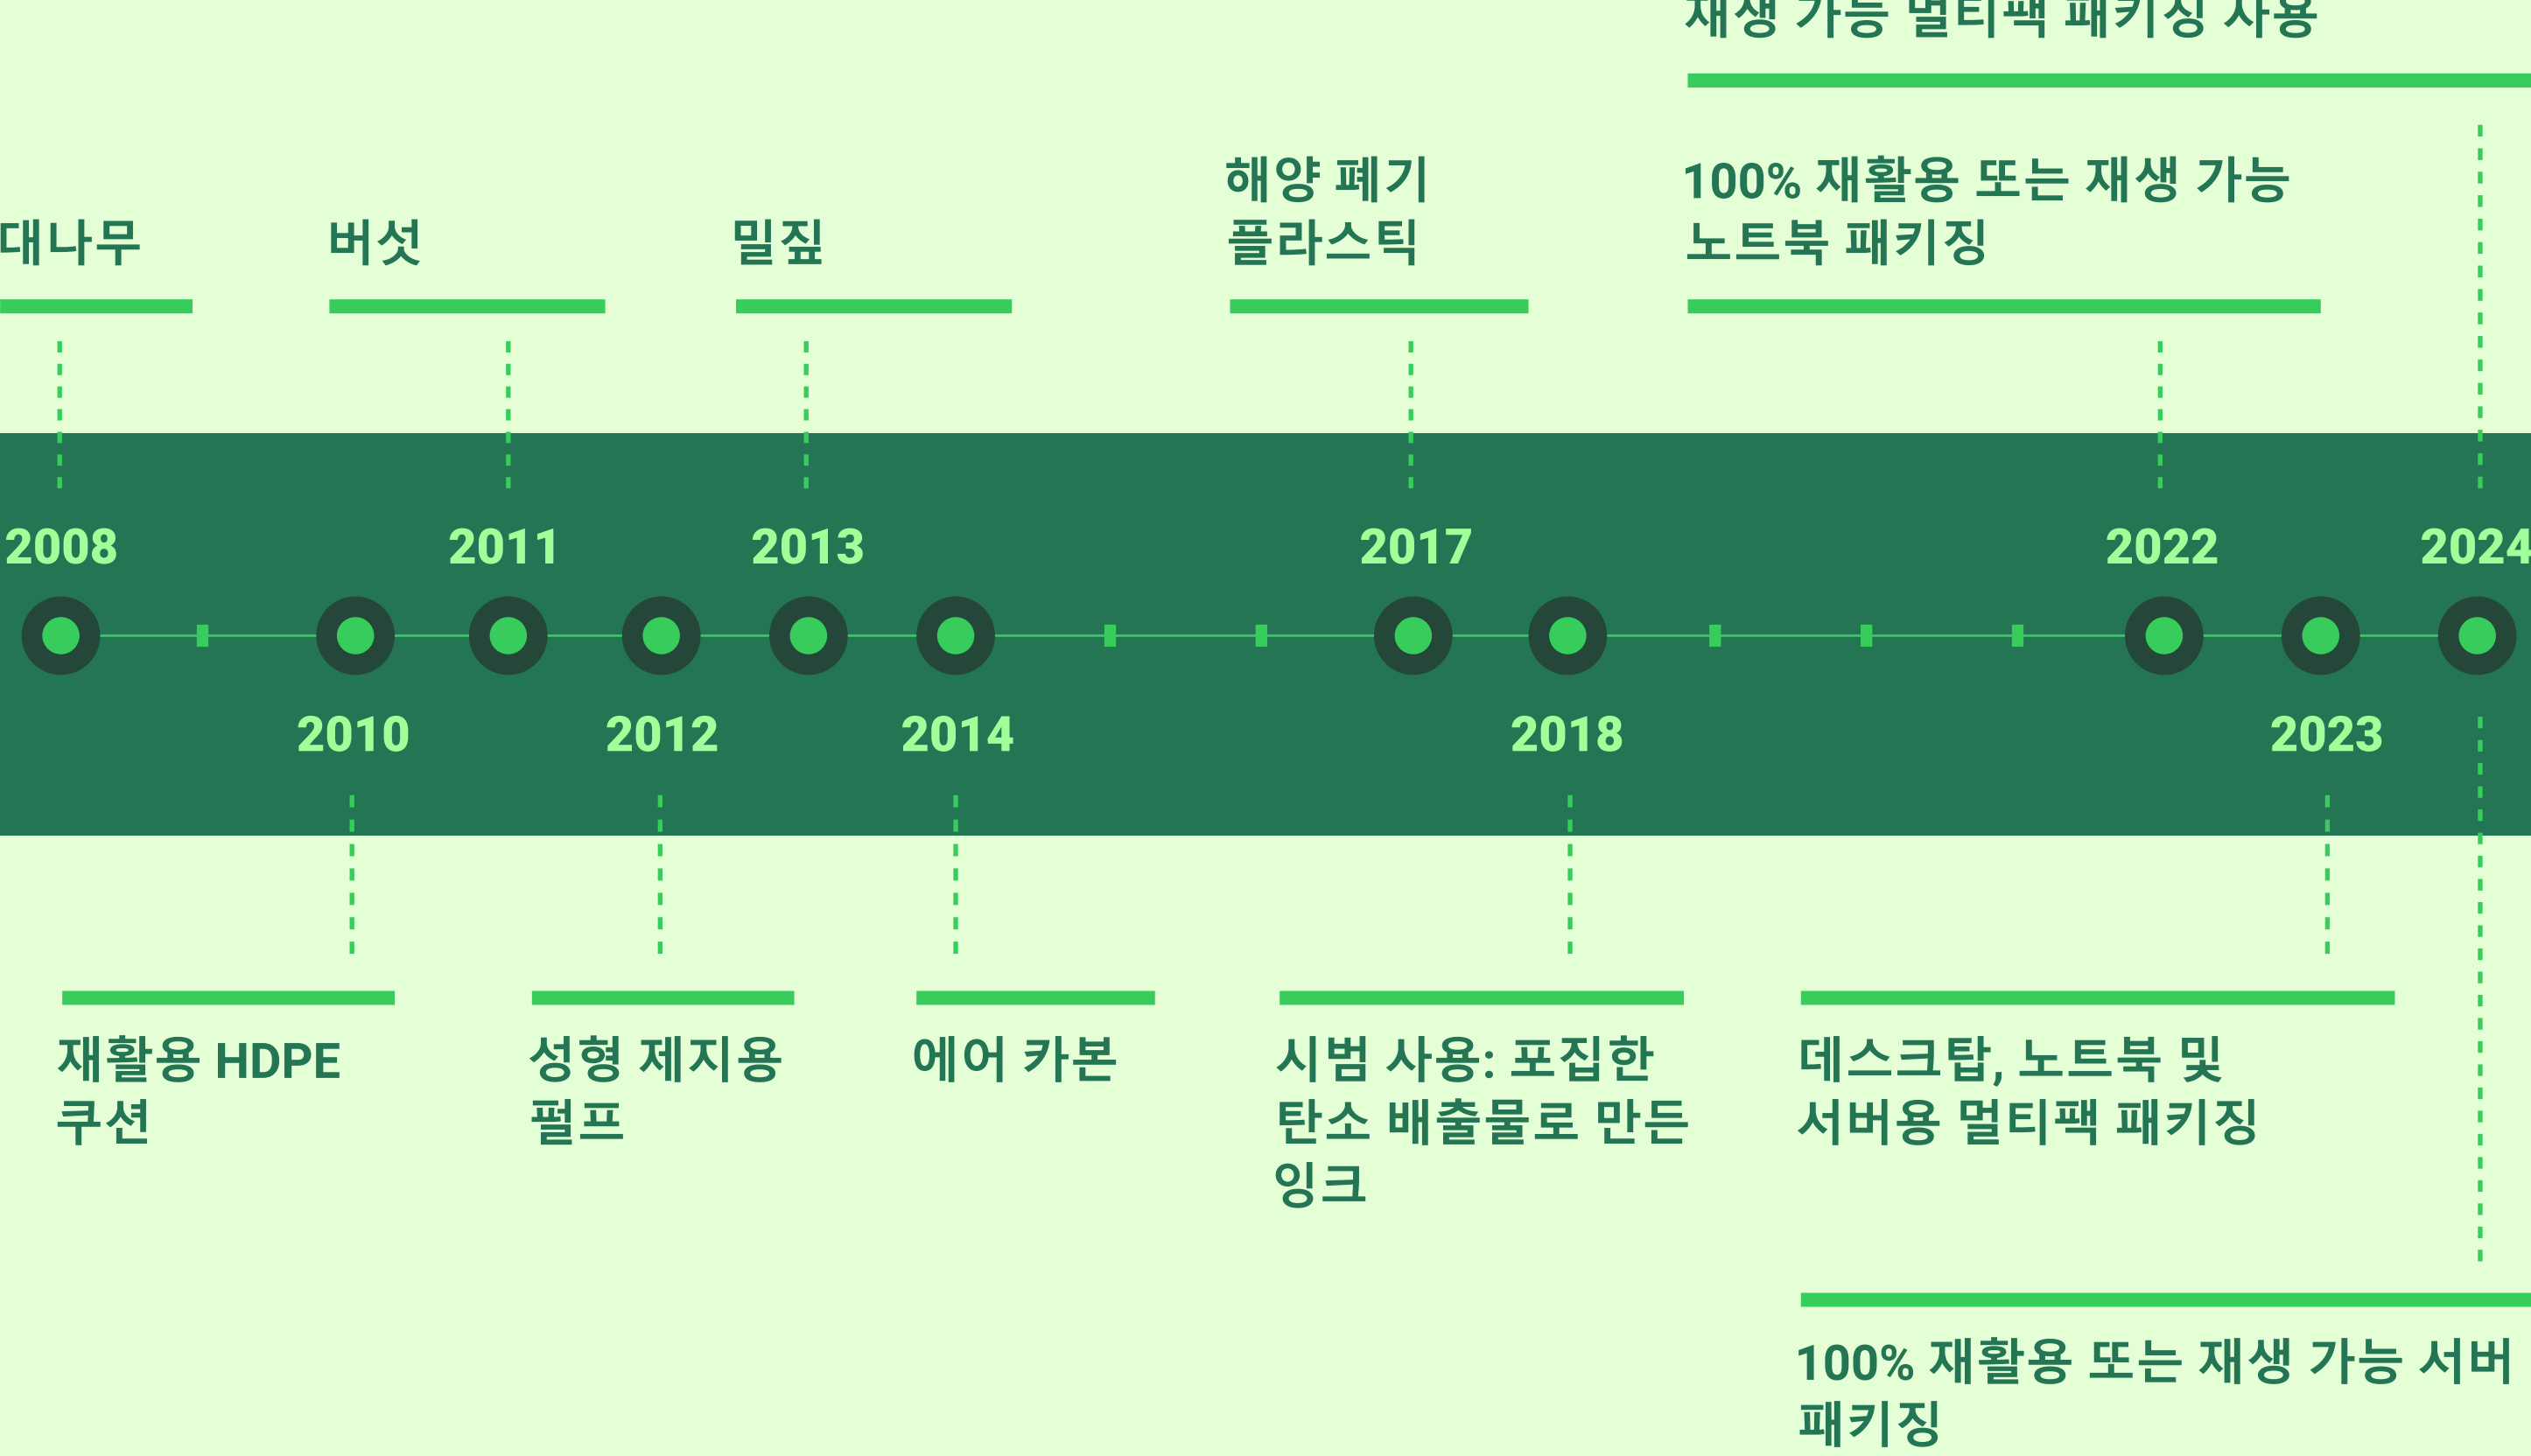 재생 가능 멀티팩 패키징 사용
100% 재활용 또는 재생 가능
노트북 패키징
해양 폐기
플라스틱
대나무
버섯
밀짚
2008
2011
2013
2017
2022
2024
2010
2012
2014
2018
2023
재활용 HDPE
쿠션
성형 제지용
펄프
에어 카본
시범 사용: 포집한
탄소 배출물로 만든
잉크
데스크탑, 노트북 및
서버용 멀티팩 패키징
100% 재활용 또는 재생 가능 서버
패키징